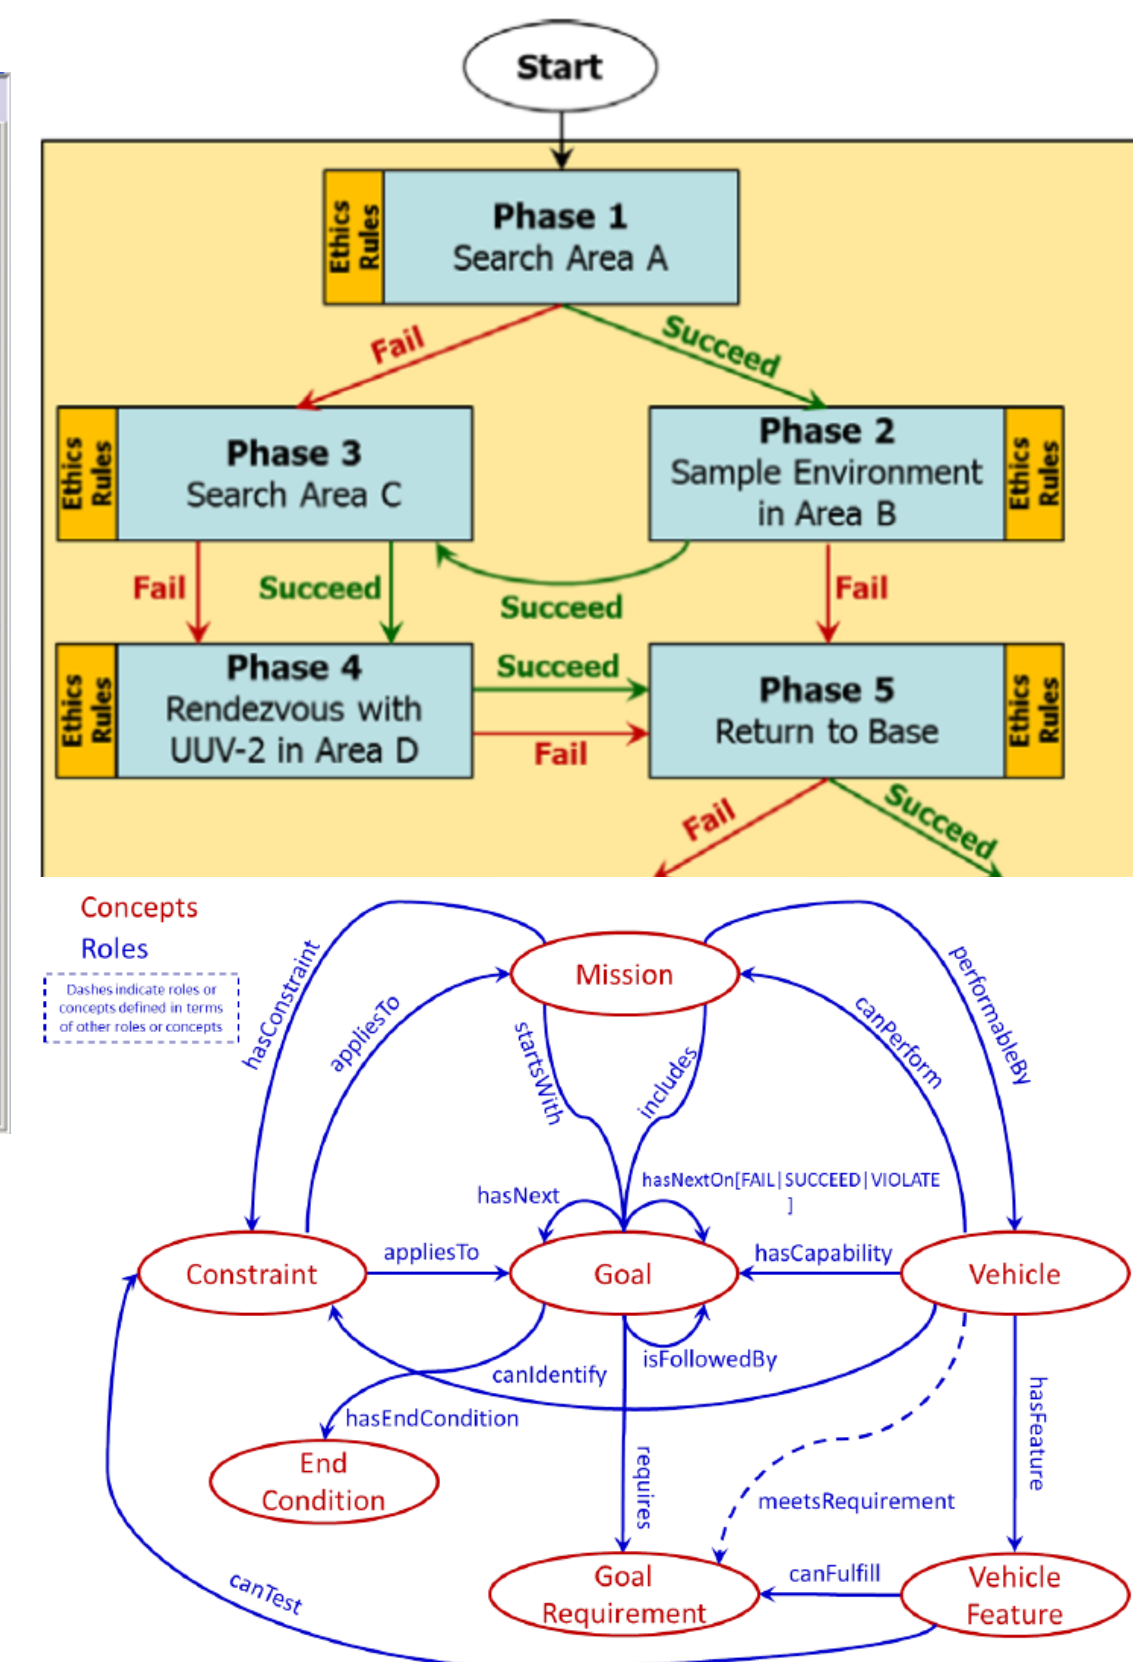 Start
Ethics
Rules
Phase 1
Search Area A
Fail
Succeed
Ethics
Rules
Phase 3
Search Area C
Phase 2
Sample Environment
in Area B
Ethics
Rules
Fail
Succeed
Succeed
Fail
Ethics
Rules
Phase 4
Rendezvous with
UUV-2 in Area D
Succeed
Fail
Phase 5
Return to Base
Ethics
Rules
Fail
Succeed
Concepts
Roles
Dashes indicate roles or
concepts defined in terms
of other roles or concepts
hasConstraint
appliesTo
Mission
startsWith
includes
canPerform
performableBy
hasNext
hasNextOn[FAIL|SUCCEED|VIOLATE
]
Constraint
appliesTo
Goal
hasCapability
Vehicle
canIdentify
isFollowedBy
hasEndCondition
End
Condition
requires
meetsRequirement
hasFeature
Goal
Requirement
canFulfill
Vehicle
Feature
canTest